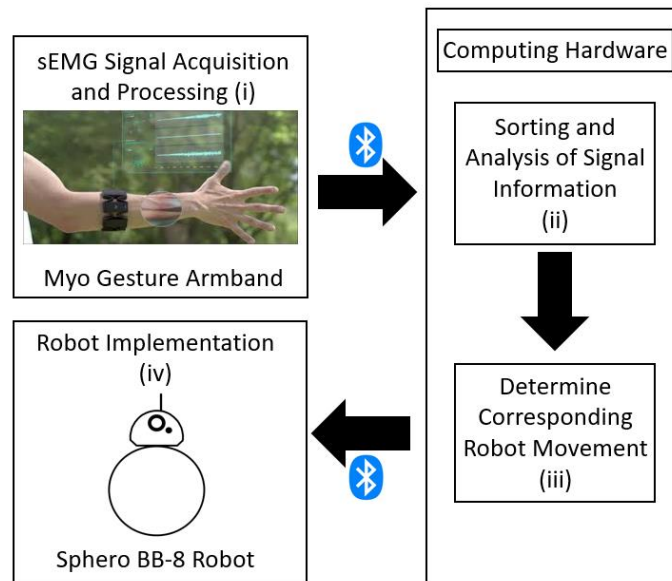 sEMG Signal Acquisition
and Processing (i)
Myo Gesture Armband
Computing Hardware
Sorting and
Analysis of Signal
Information
(ii)
Determine
Corresponding
Robot Movement
(iii)
Robot Implementation
(iv)
Sphero BB-8 Robot